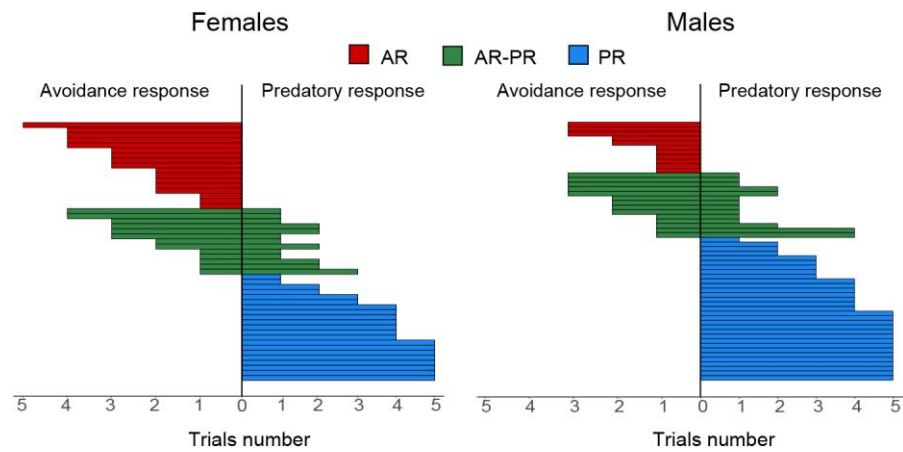 Females Males
AR AR-PR PR
Avoidance response Predatory response Avoidance response Predatory response
5 4 3 2 1 0 1 2 3 4 5 5 5 4 3 2 1 0 1 2 3 4 5
Trials number Trials number